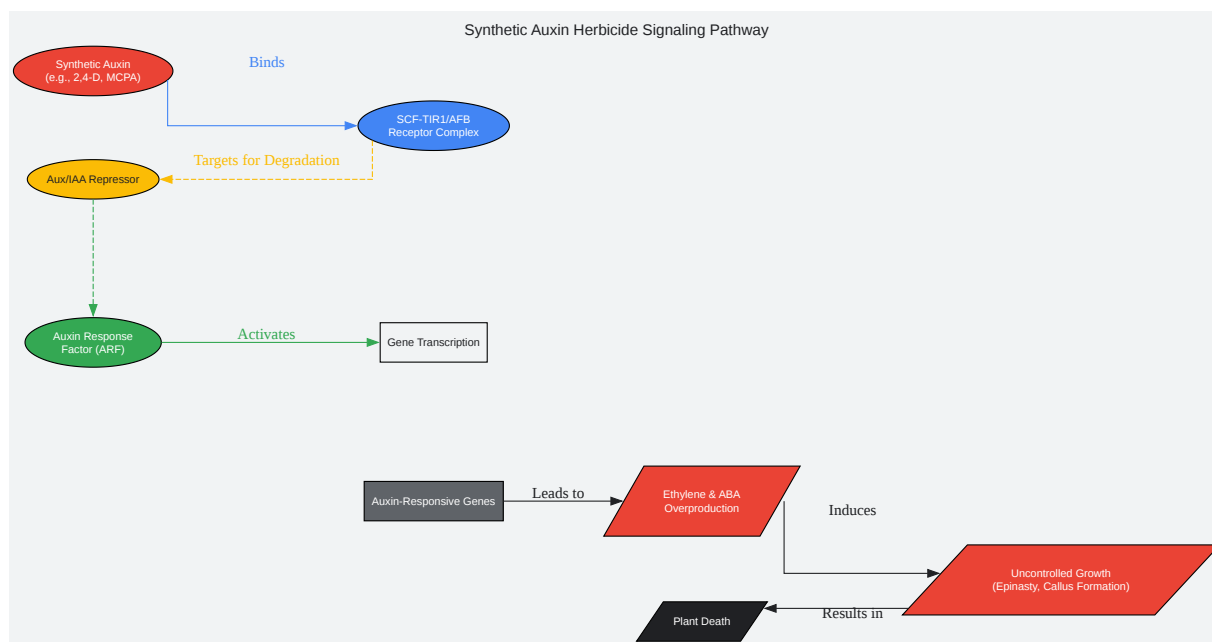 Synthetic Auxin Herbicide Signaling Pathway
Synthetic Auxin
(e.g., 2,4-D, MCPA)
Binds
SCF-TIR1/AFB
Receptor Complex
Targets for Degradation
Aux/IAA Repressor
Auxin Response
Factor (ARF)
Activates
Gene Transcription
Auxin-Responsive Genes
Leads to
Ethylene & ABA
Overproduction
Induces
Uncontrolled Growth
(Epinasty, Callus Formation)
Results in
Plant Death